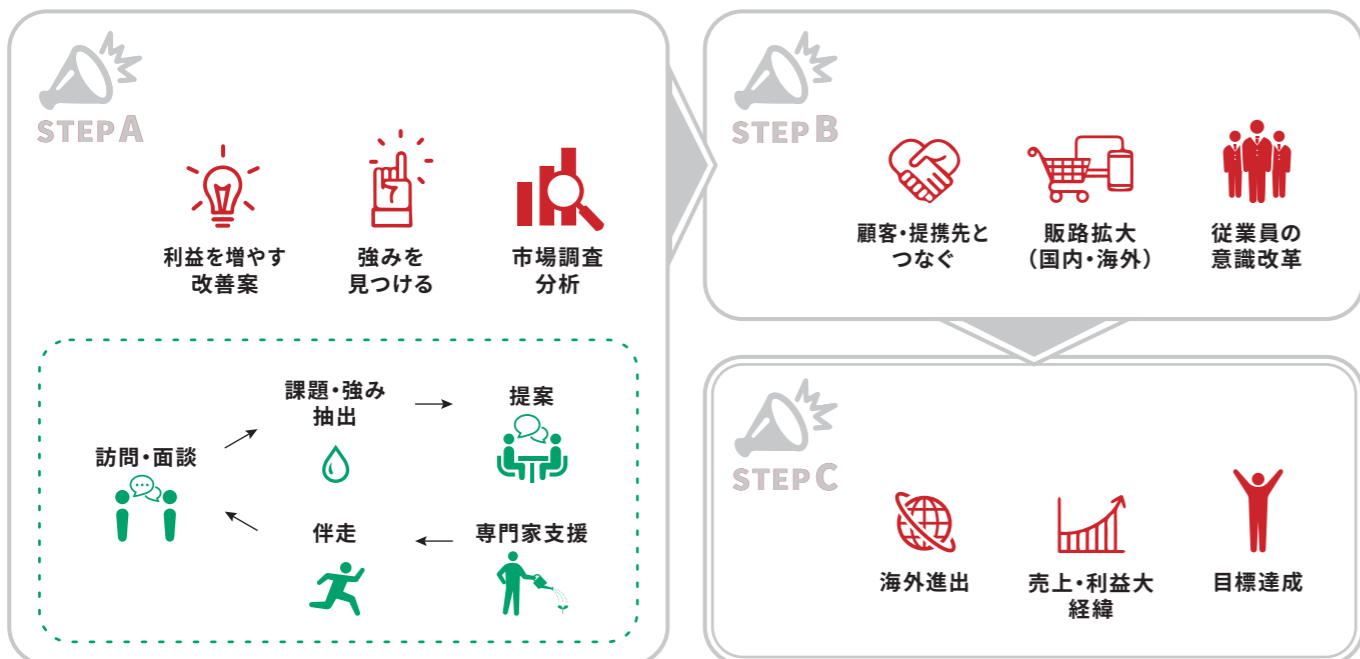 STEP A
利益を増やす
改善案
強みを
見つける
市場調査
分析
訪問・面談
課題・強み
抽出
提案
専門家支援
伴走
STEP B
顧客・提携先と
つなぐ
販路拡大
（国内・海外）
従業員の
意識改革
STEP C
海外進出
売上・利益大
経緯
目標達成